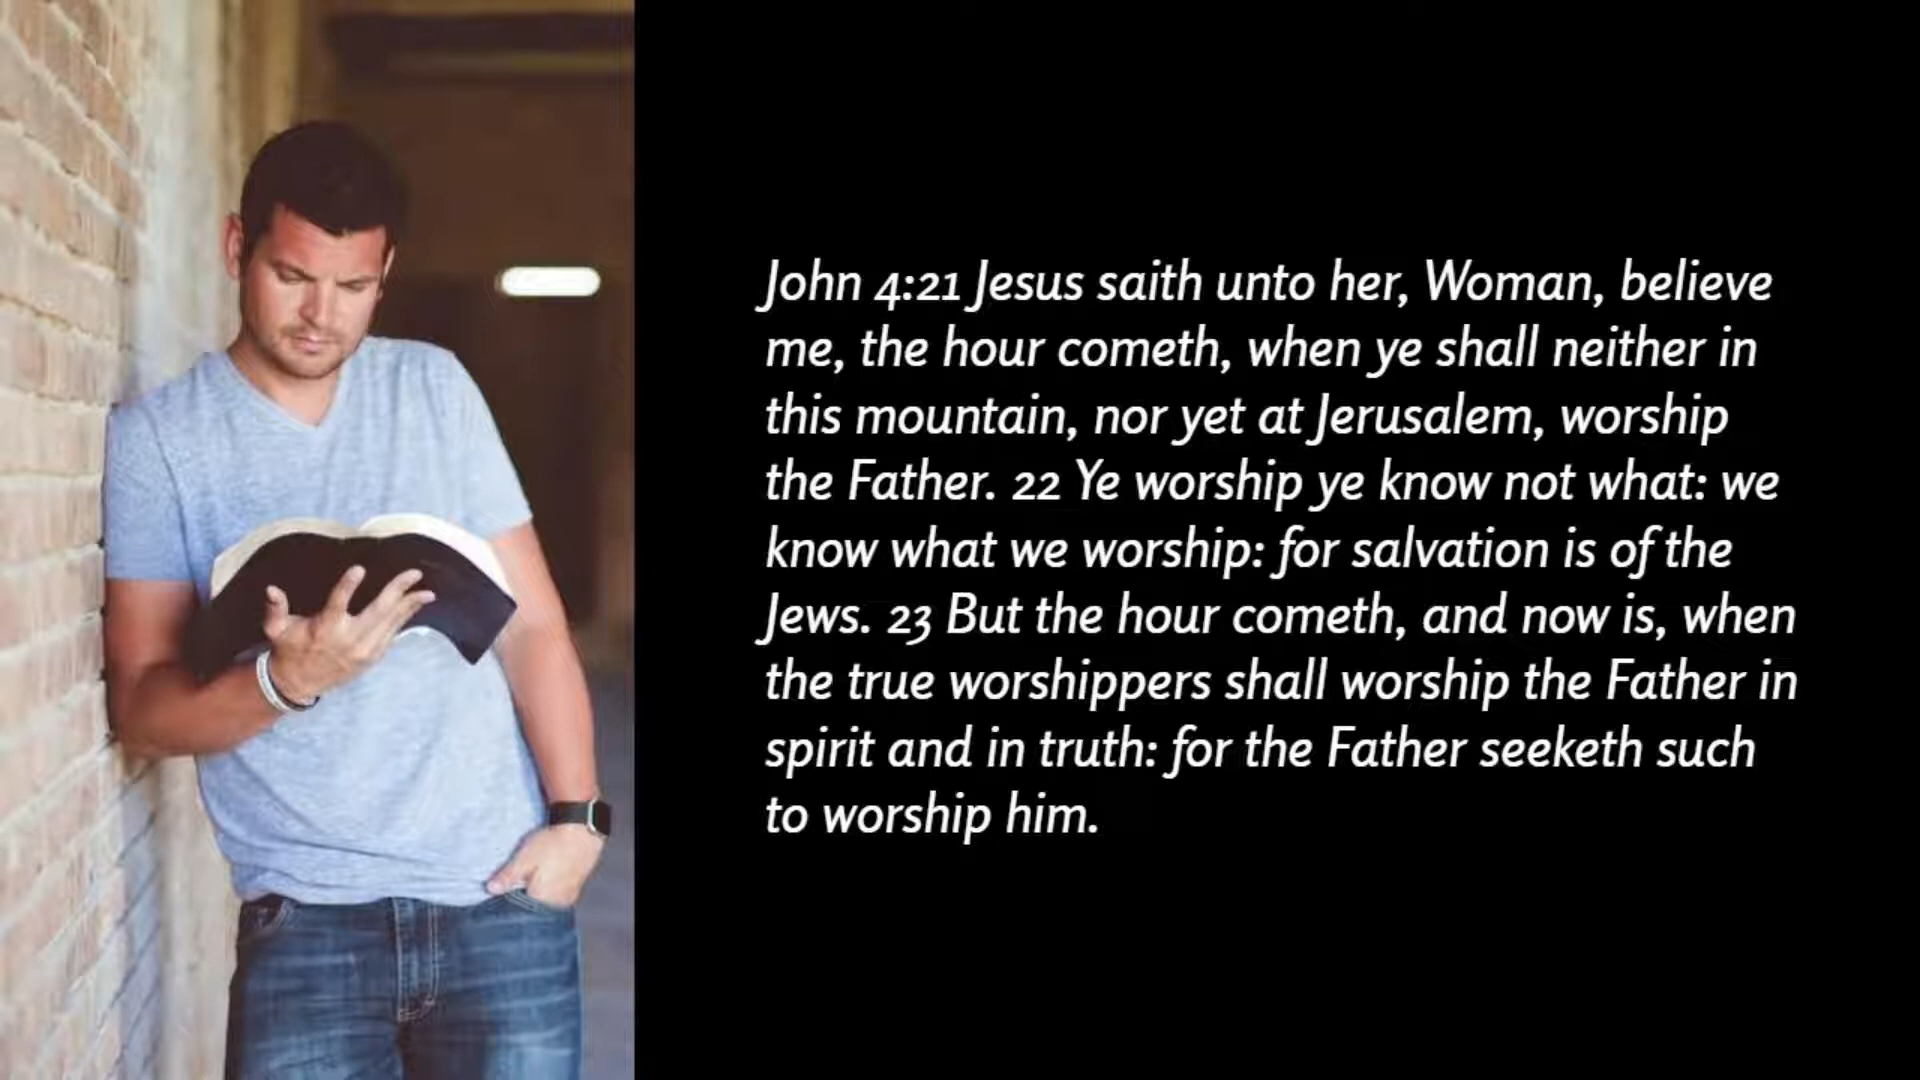 John 4:21 Jesus saith unto her, Woman, believe
me, the hour cometh, when ye shall neither in
this mountain, nor yet at Jerusalem, worship
the Father. 22 Ye worship ye know not what: we
know what we worship: for salvation is of the
Jews. 23 But the hour cometh, and now is, when
the true worshippers shall worship the Father in
spirit and in truth: for the Father seeketh such
to worship him.